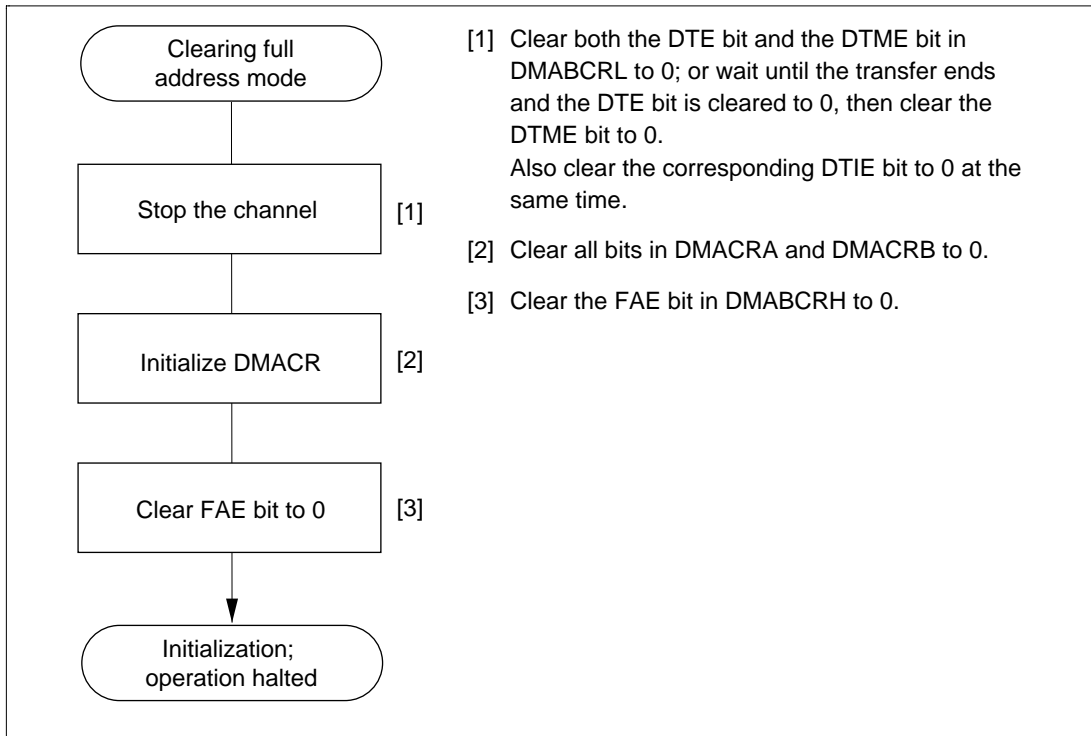 Clearing full
address mode
Stop the channel
[1]
Initialize DMACR
[2]
Clear FAE bit to 0
[3]
Initialization;
operation halted
[1] Clear both the DTE bit and the DTME bit in
DMABCRL to 0; or wait until the transfer ends
and the DTE bit is cleared to 0, then clear the
DTME bit to 0.
Also clear the corresponding DTIE bit to 0 at the
same time.
[2] Clear all bits in DMACRA and DMACRB to 0.
[3] Clear the FAE bit in DMABCRH to 0.